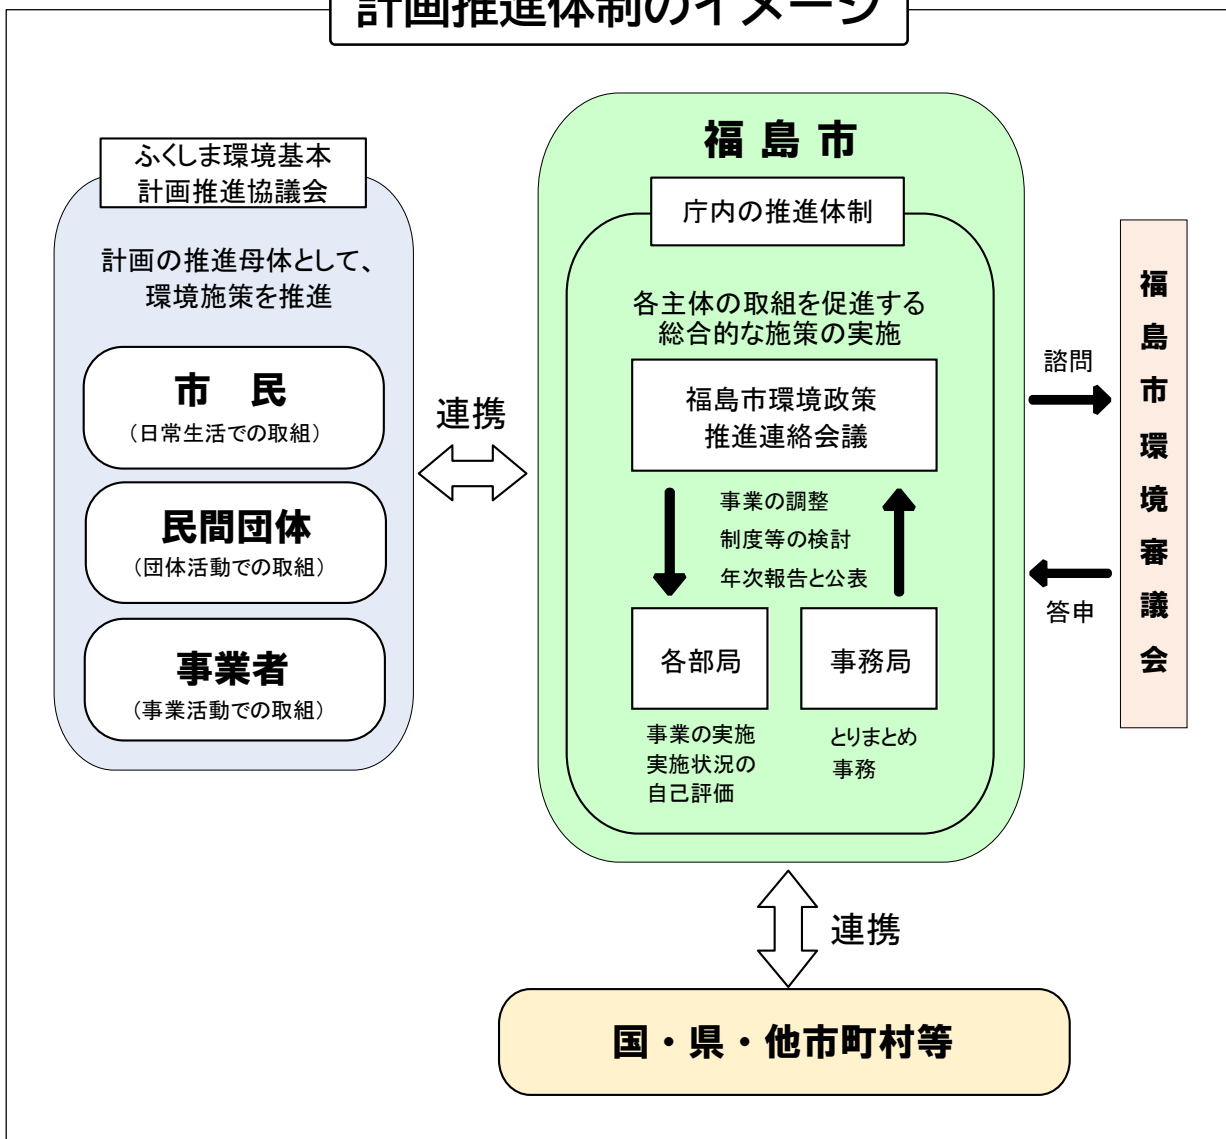 計画推進体制のイメージ
ふくしま環境基本
計画推進協議会
計画の推進母体として、
環境施策を推進
市　民
（日常生活での取組）
民間団体
（団体活動での取組）
事業者
（事業活動での取組）
連携
福島市
庁内の推進体制
各主体の取組を促進する
総合的な施策の実施
福島市環境政策
推進連絡会議
事業の調整
制度等の検討
年次報告と公表
各部局
事業の実施
実施状況の
自己評価
事務局
とりまとめ
事務
諮問
答申
福島市環境審議会
連携
国・県・他市町村等